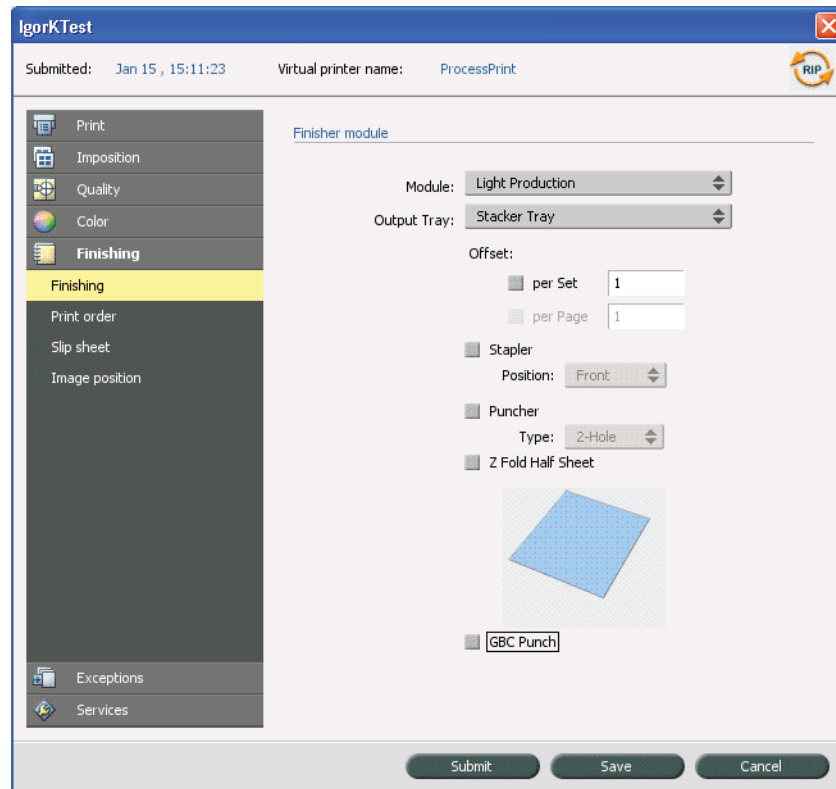 IgorKTest
Submitted: Jan 15 , 15:11:23 Virtual printer name: ProcessPrint
RIP
Print
Imposition
Quality
Color
Finishing
Finishing
Print order
Slip sheet
Image position
Exceptions
Services
Finisher module
Module: Light Production
Output Tray: Stacker Tray
Offset:
per Set 1
per Page 1
Stapler
Position: Front
Puncher
Type: 2-Hole
Z Fold Half Sheet
GBC Punch
Submit Save Cancel